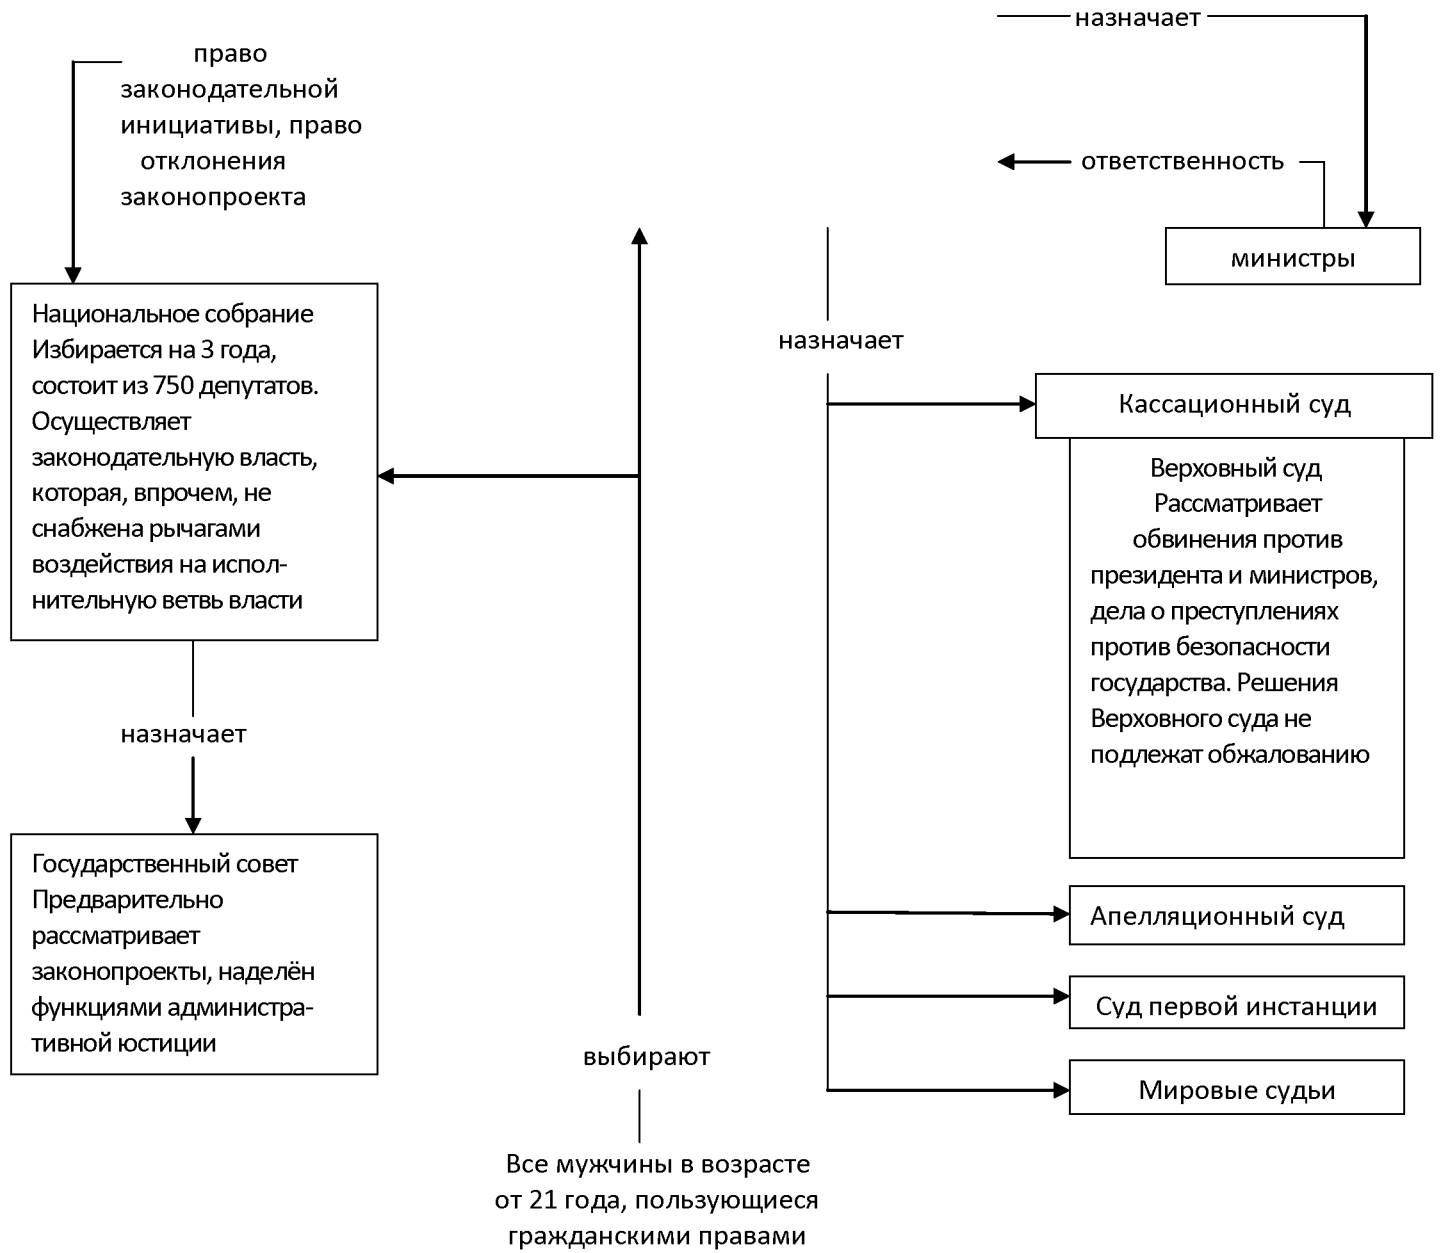 назначает
право
законодательной
инициативы, право
отклонения
законопроекта
ответственность
министры
Национальное собрание
Избирается на 3 года,
состоит из 750 депутатов.
Осуществляет
законодательную власть,
которая, впрочем, не
снабжена рычагами
воздействия на испол-
нительную ветвь власти
назначает
Кассационный суд
Верховный суд
Рассматривает
обвинения против
президента и министров,
дела о преступлениях
против безопасности
государства. Решения
Верховного суда не
подлежат обжалованию
назначает
Государственный совет
Предварительно
рассматривает
законопроекты, наделён
функциями администра-
тивной юстиции
Апелляционный суд
Суд первой инстанции
Мировые судьи
выбирают
Все мужчины в возрасте
от 21 года, пользующиеся
гражданскими правами